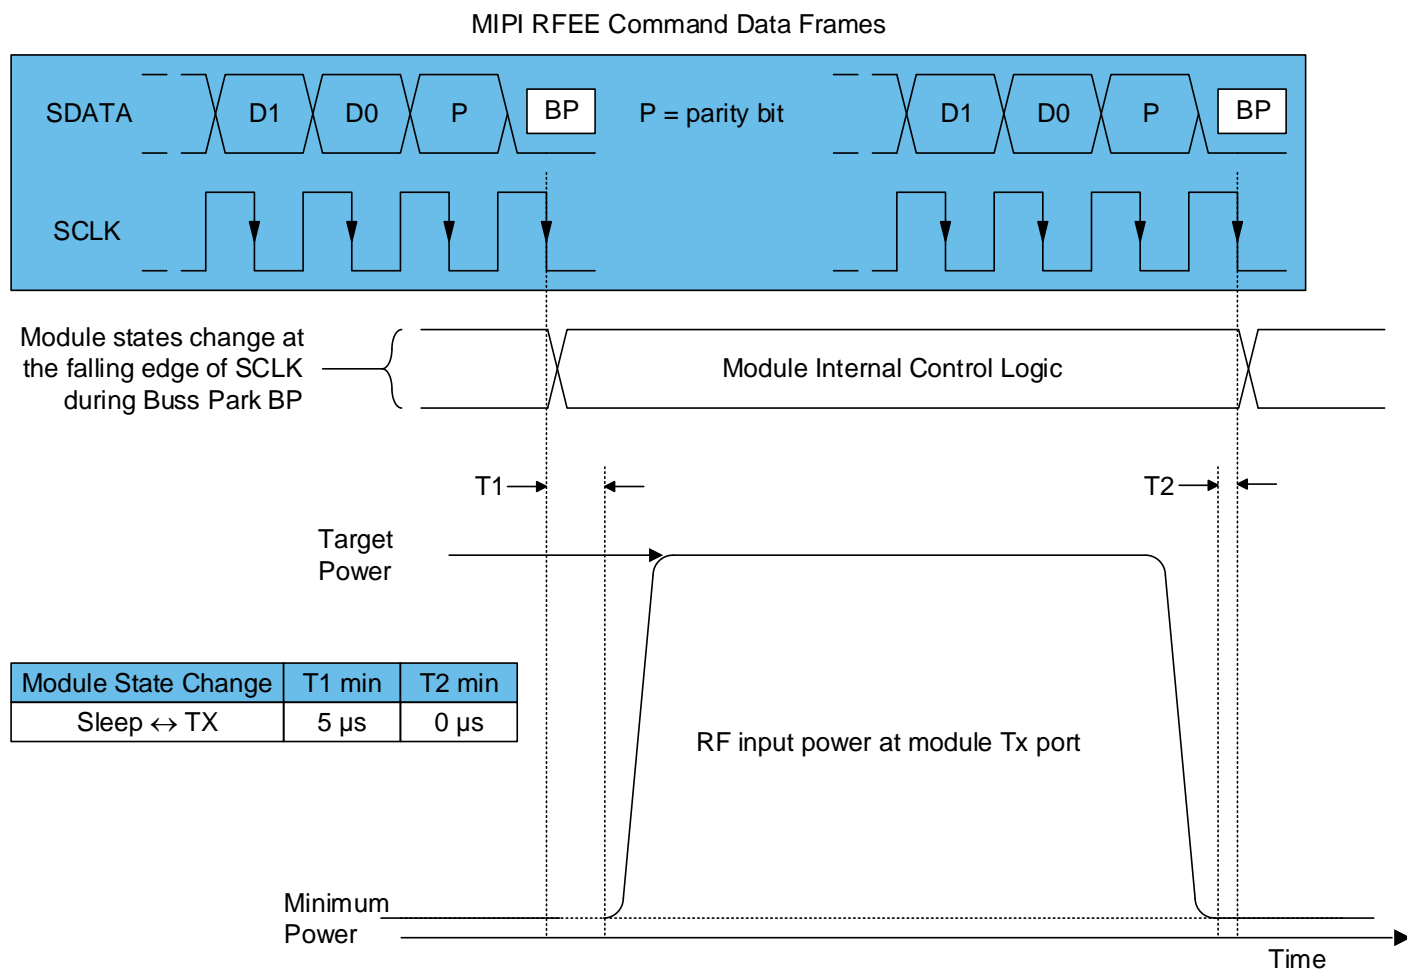 MIPI RFEE Command Data Frames
SDATA D1 D0 P BP P = parity bit D1 D0 P BP
SCLK
Module states change at
the falling edge of SCLK
during Buss Park BP
Module Internal Control Logic
T1 T2
Target
Power
Module State Change T1 min T2 min
Sleep ↔ TX 5 µs 0 µs
RF input power at module Tx port
Minimum
Power
Time